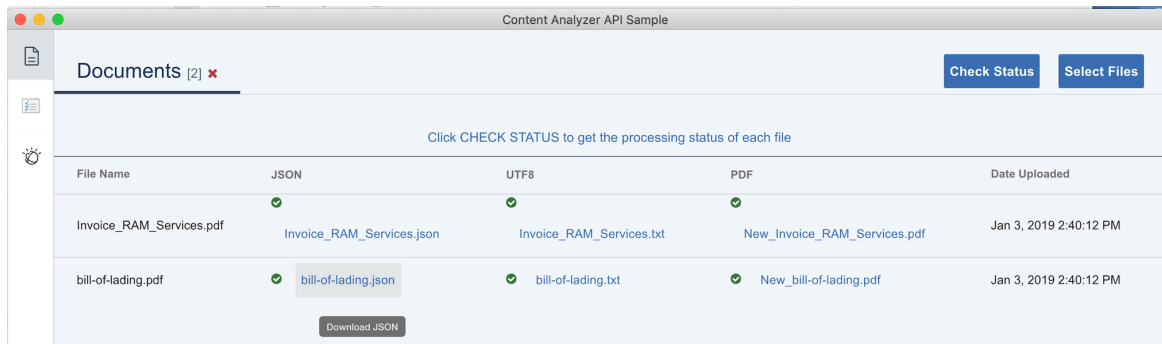 Content Analyzer API Sample
Documents [2] ✖
Check Status
Select Files
Click CHECK STATUS to get the processing status of each file
File Name JSON UTF8 PDF Date Uploaded
Invoice_RAM_Services.pdf Invoice_RAM_Services.json Invoice_RAM_Services.txt New_Invoice_RAM_Services.pdf Jan 3, 2019 2:40:12 PM
bill-of-lading.pdf bill-of-lading.json bill-of-lading.txt New_bill-of-lading.pdf Jan 3, 2019 2:40:12 PM
Download JSON